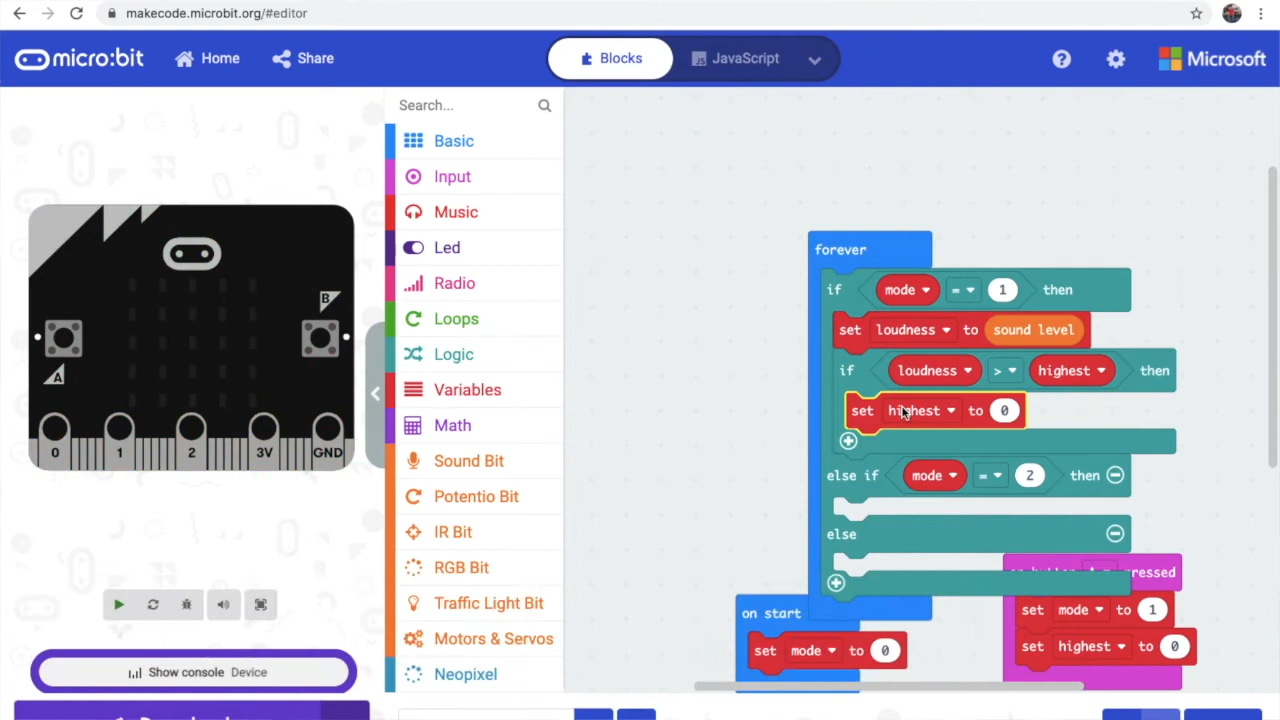 makecode.microbit.org/#editor
micro:bit
Home
Share
Blocks
JavaScript
Microsoft
Search...
Basic
Input
Music
Led
Radio
Loops
Logic
Variables
Math
Sound Bit
Potentio Bit
IR Bit
RGB Bit
Traffic Light Bit
Motors & Servos
Neopixel
A
B
0 1 2 3V GND
Show console Device
forever
if mode = 1 then
set loudness to sound level
if loudness > highest then
set highest to 0
else if mode = 2 then
else
pressed
set mode to 1
set highest to 0
on start
set mode to 0